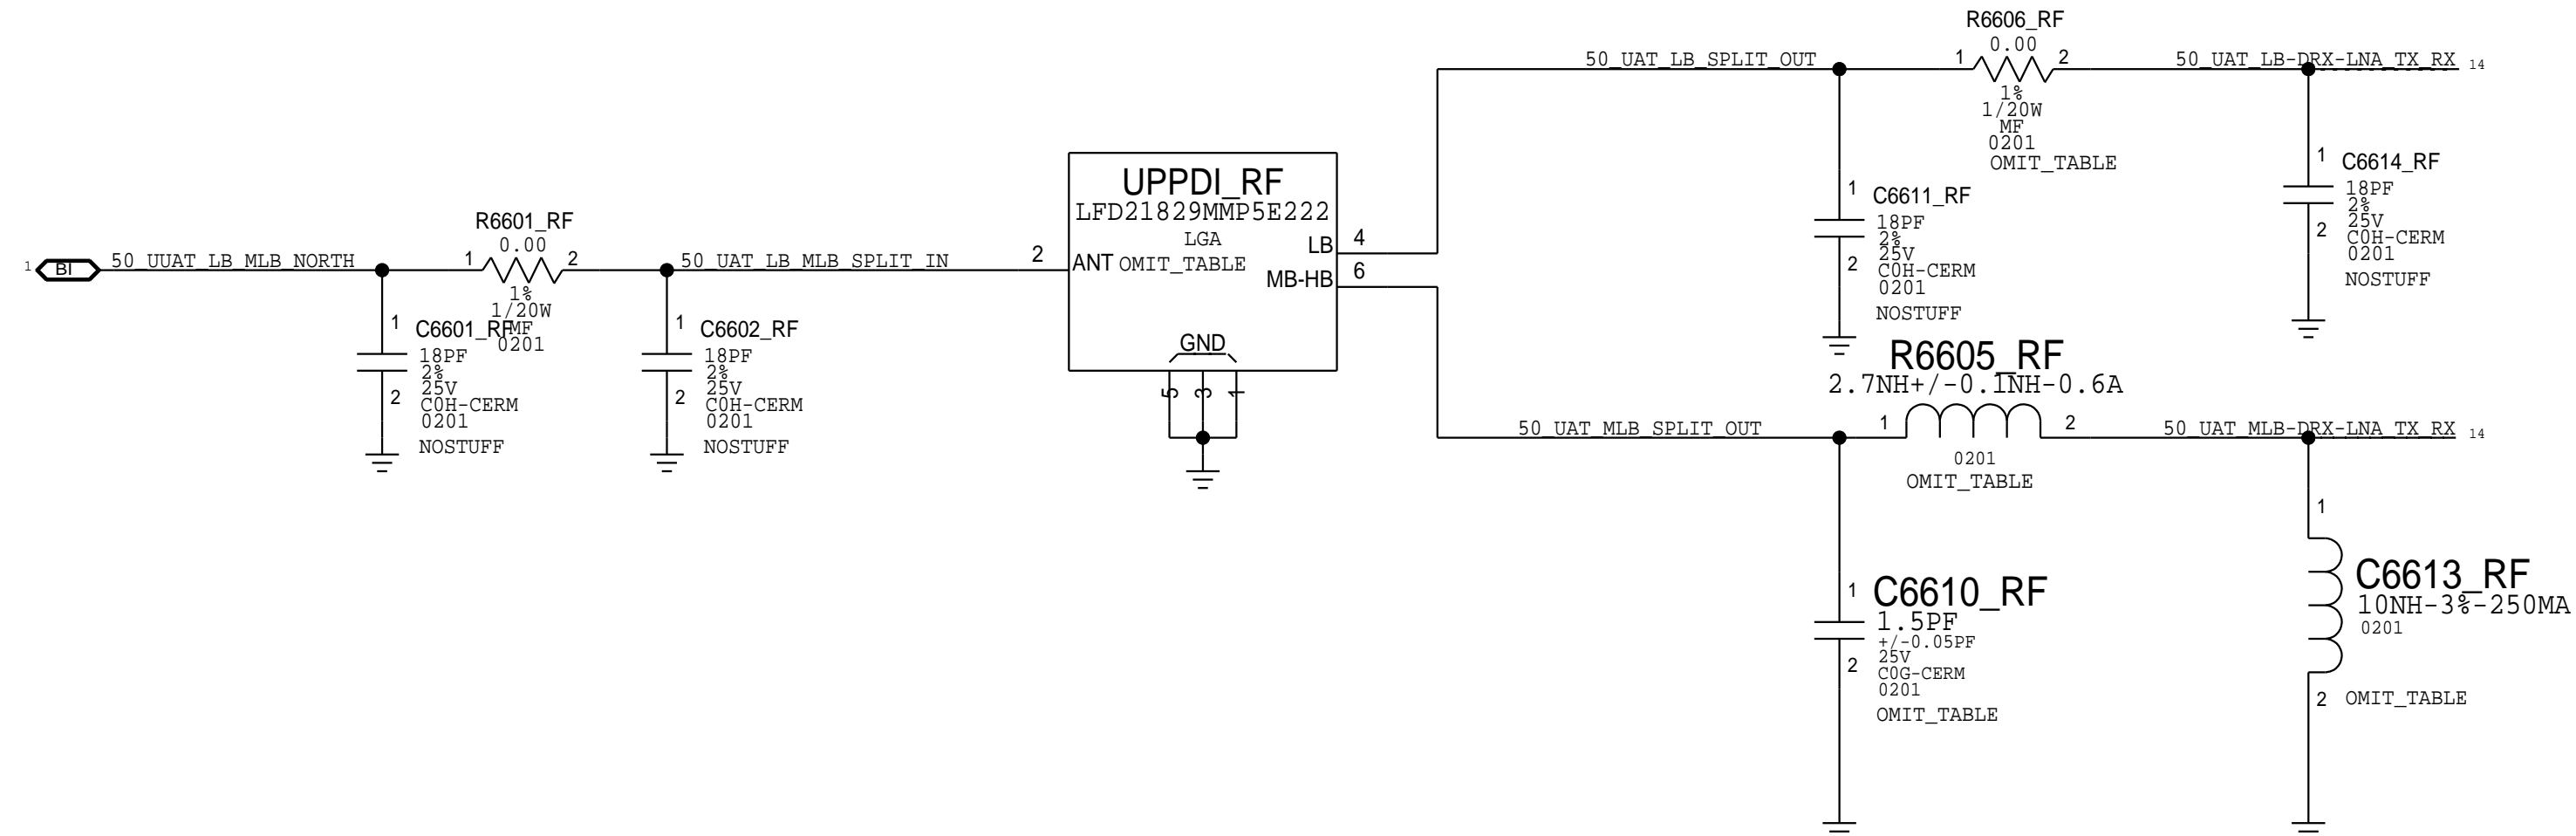 R6606_RF
0.00
50_UAT_LB_SPLIT_OUT
1
2
50_UAT_LB-DRX-LNA_TX_RX
14
1%
1/20W
MF
0201
OMIT_TABLE
1
C6611_RF
18PF
2%
25V
2
C0H-CERM
0201
NOSTUFF
1
C6614_RF
18PF
2%
25V
2
C0H-CERM
0201
NOSTUFF
1
BI
50_UUAT_LB_MLB_NORTH
R6601_RF
0.00
1
2
1%
1/20W
MF
0201
50_UAT_LB_MLB_SPLIT_IN
2
1
C6601_RF
18PF
2%
25V
2
C0H-CERM
0201
NOSTUFF
1
C6602_RF
18PF
2%
25V
2
C0H-CERM
0201
NOSTUFF
UPPDI_RF
LFD21829MMP5E222
LGA
LB
4
ANT
OMIT_TABLE
MB-HB
6
GND
5
3
1
R6605_RF
2.7NH+/-0.1NH-0.6A
50_UAT_MLB_SPLIT_OUT
1
2
50_UAT_MLB-DRX-LNA_TX_RX
14
0201
OMIT_TABLE
1
C6610_RF
1.5PF
+/-0.05PF
25V
2
C0G-CERM
0201
OMIT_TABLE
1
C6613_RF
10NH-3%-250MA
0201
2
OMIT_TABLE